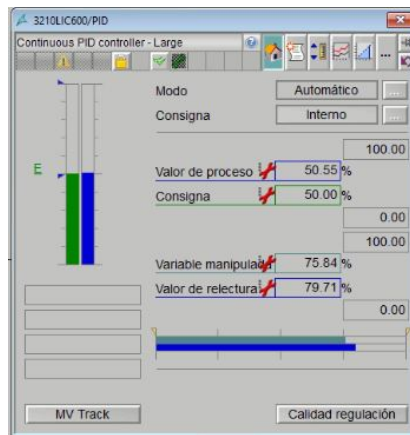 3210LIC600/PID
Continuous PID controller - Large
...
Modo Automático ...
Consigna Interno ...
100.00
E
Valor de proceso 50.55 %
Consigna 50.00 %
0.00
100.00
Variable manipulada 75.84 %
Valor de relectura 79.71 %
0.00
MV Track Calidad regulación